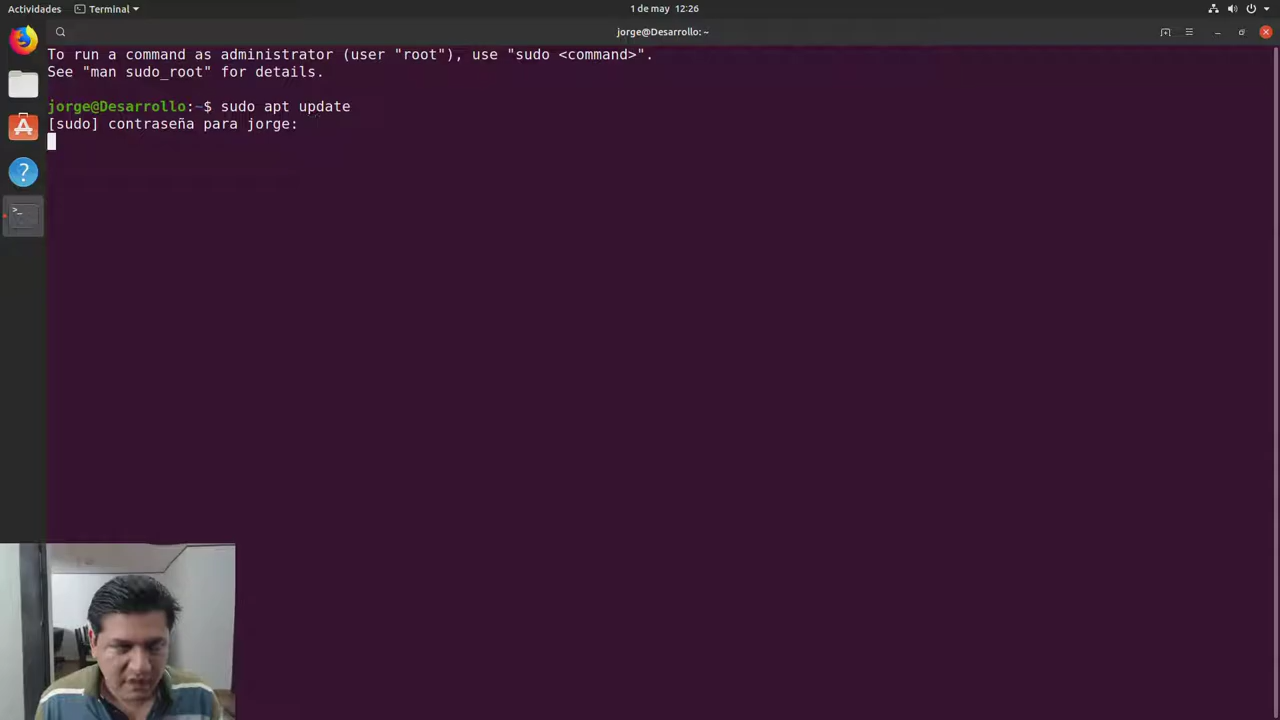 Actividades Terminal 1 de may 12:26
jorge@Desarrollo: ~
To run a command as administrator (user "root"), use "sudo <command>".
See "man sudo_root" for details.
jorge@Desarrollo:~$ sudo apt update
[sudo] contraseña para jorge: